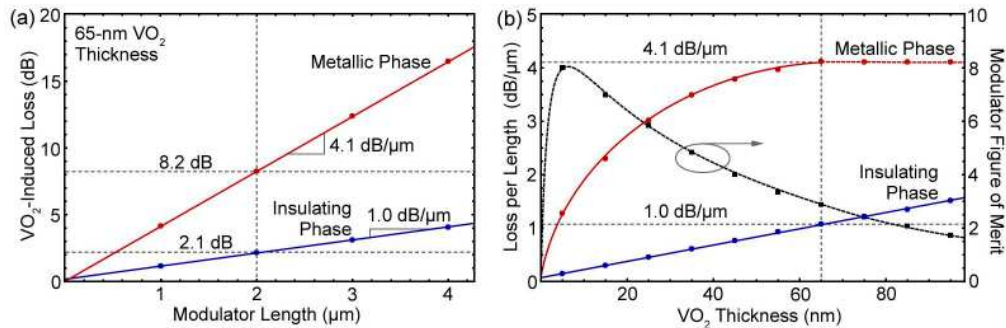 (a)
65-nm VO2
Thickness
Metallic Phase
4.1 dB/µm
8.2 dB
Insulating
Phase
1.0 dB/µm
2.1 dB
VO2-Induced Loss (dB)
20
15
10
5
0
1 2 3 4
Modulator Length (µm)
(b)
4.1 dB/µm
Metallic Phase
Insulating
Phase
1.0 dB/µm
Loss per Length (dB/µm)
5
4
3
2
1
0
20 40 60 80
VO2 Thickness (nm)
10
8
6
4
2
0
Modulator Figure of Merit